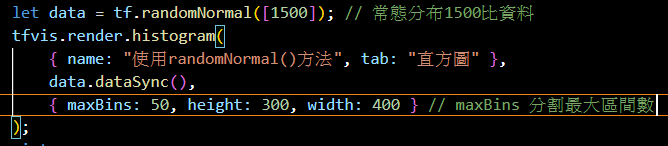 let data = tf.randomNormal([1500]); // 常態分布1500比資料
tfvis.render.histogram(
{ name: "使用randomNormal()方法", tab: "直方圖" },
data.dataSync(),
{ maxBins: 50, height: 300, width: 400 } // maxBins 分割最大區間數
);